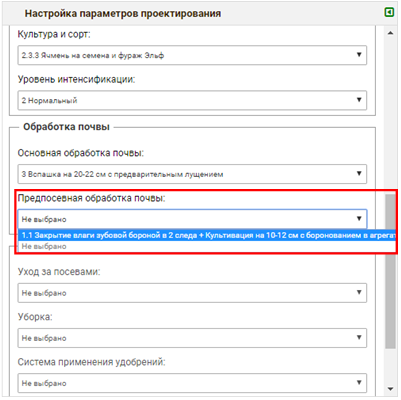 Настройка параметров проектирования
Культура и сорт:
2.3.3 Ячмень на семена и фураж Эльф
Уровень интенсификации:
2 Нормальный
Обработка почвы
Основная обработка почвы:
3 Вспашка на 20-22 см с предварительным лущением
Предпосевная обработка почвы:
Не выбрано
1.1 Закрытие влаги зубовой бороной в 2 следа + Культивация на 10-12 см с боронованием в агрегат
Не выбрано
Уход за посевами:
Не выбрано
Уборка:
Не выбрано
Система применения удобрений:
Не выбрано